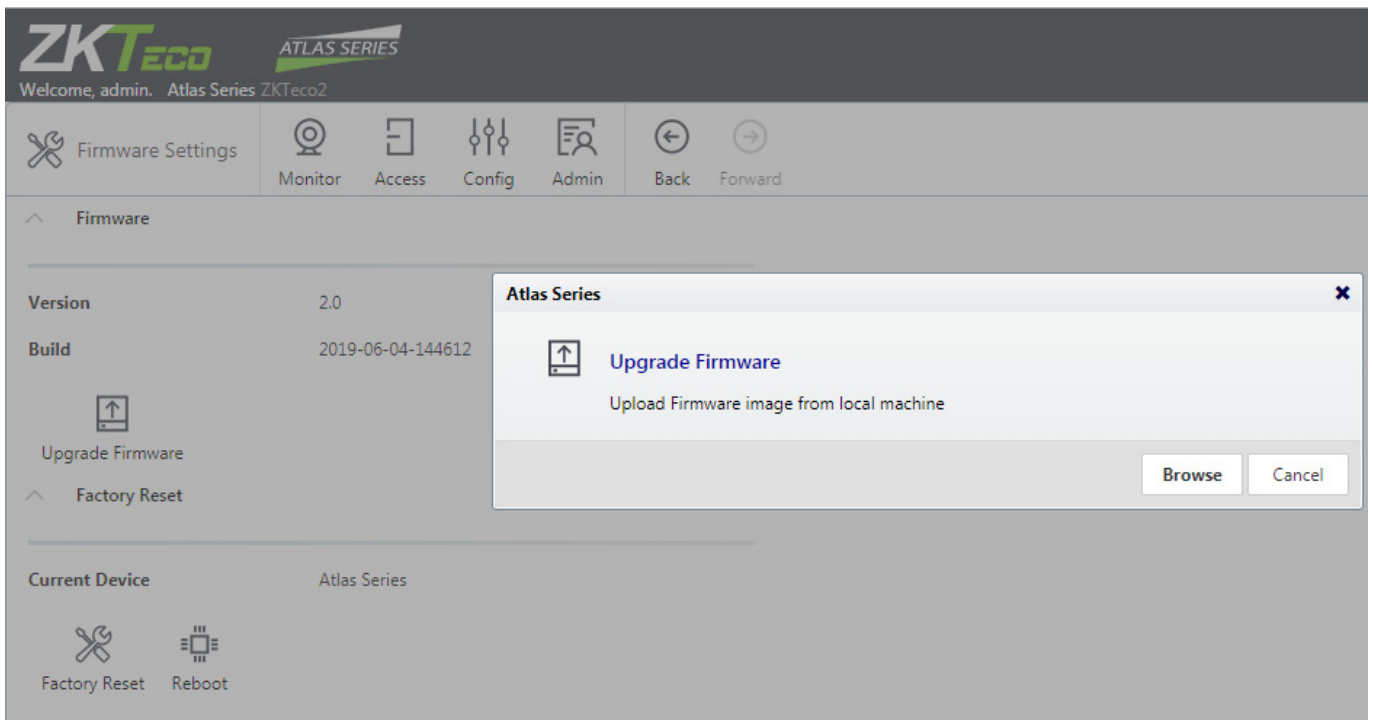 ZKTECO ATLAS SERIES
Welcome, admin. Atlas Series ZKTeco2
Firmware Settings Monitor Access Config Admin Back Forward
Firmware
Version 2.0
Build 2019-06-04-144612
Upgrade Firmware
Factory Reset
Current Device Atlas Series
Factory Reset Reboot
Atlas Series
Upgrade Firmware
Upload Firmware image from local machine
Browse Cancel